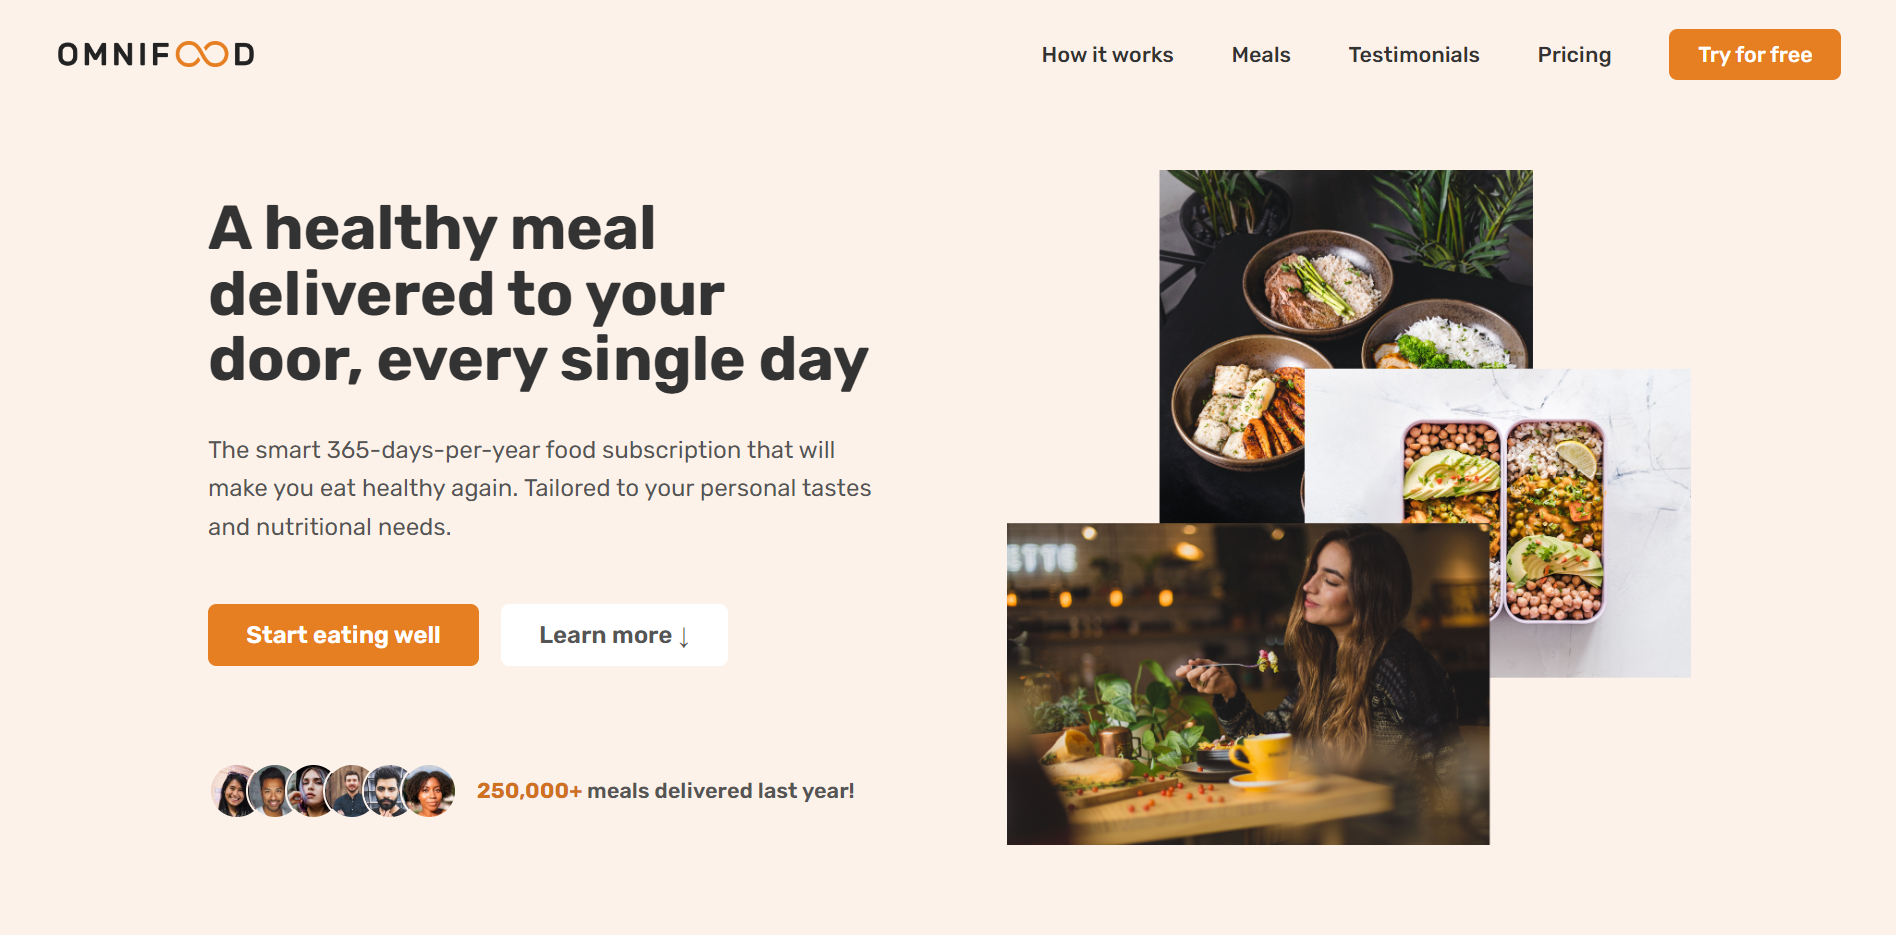 OMNIFOOD
How it works
Meals
Testimonials
Pricing
Try for free
A healthy meal
delivered to your
door, every single day
The smart 365-days-per-year food subscription that will
make you eat healthy again. Tailored to your personal tastes
and nutritional needs.
Start eating well
Learn more ↓
250,000+ meals delivered last year!
ETTE